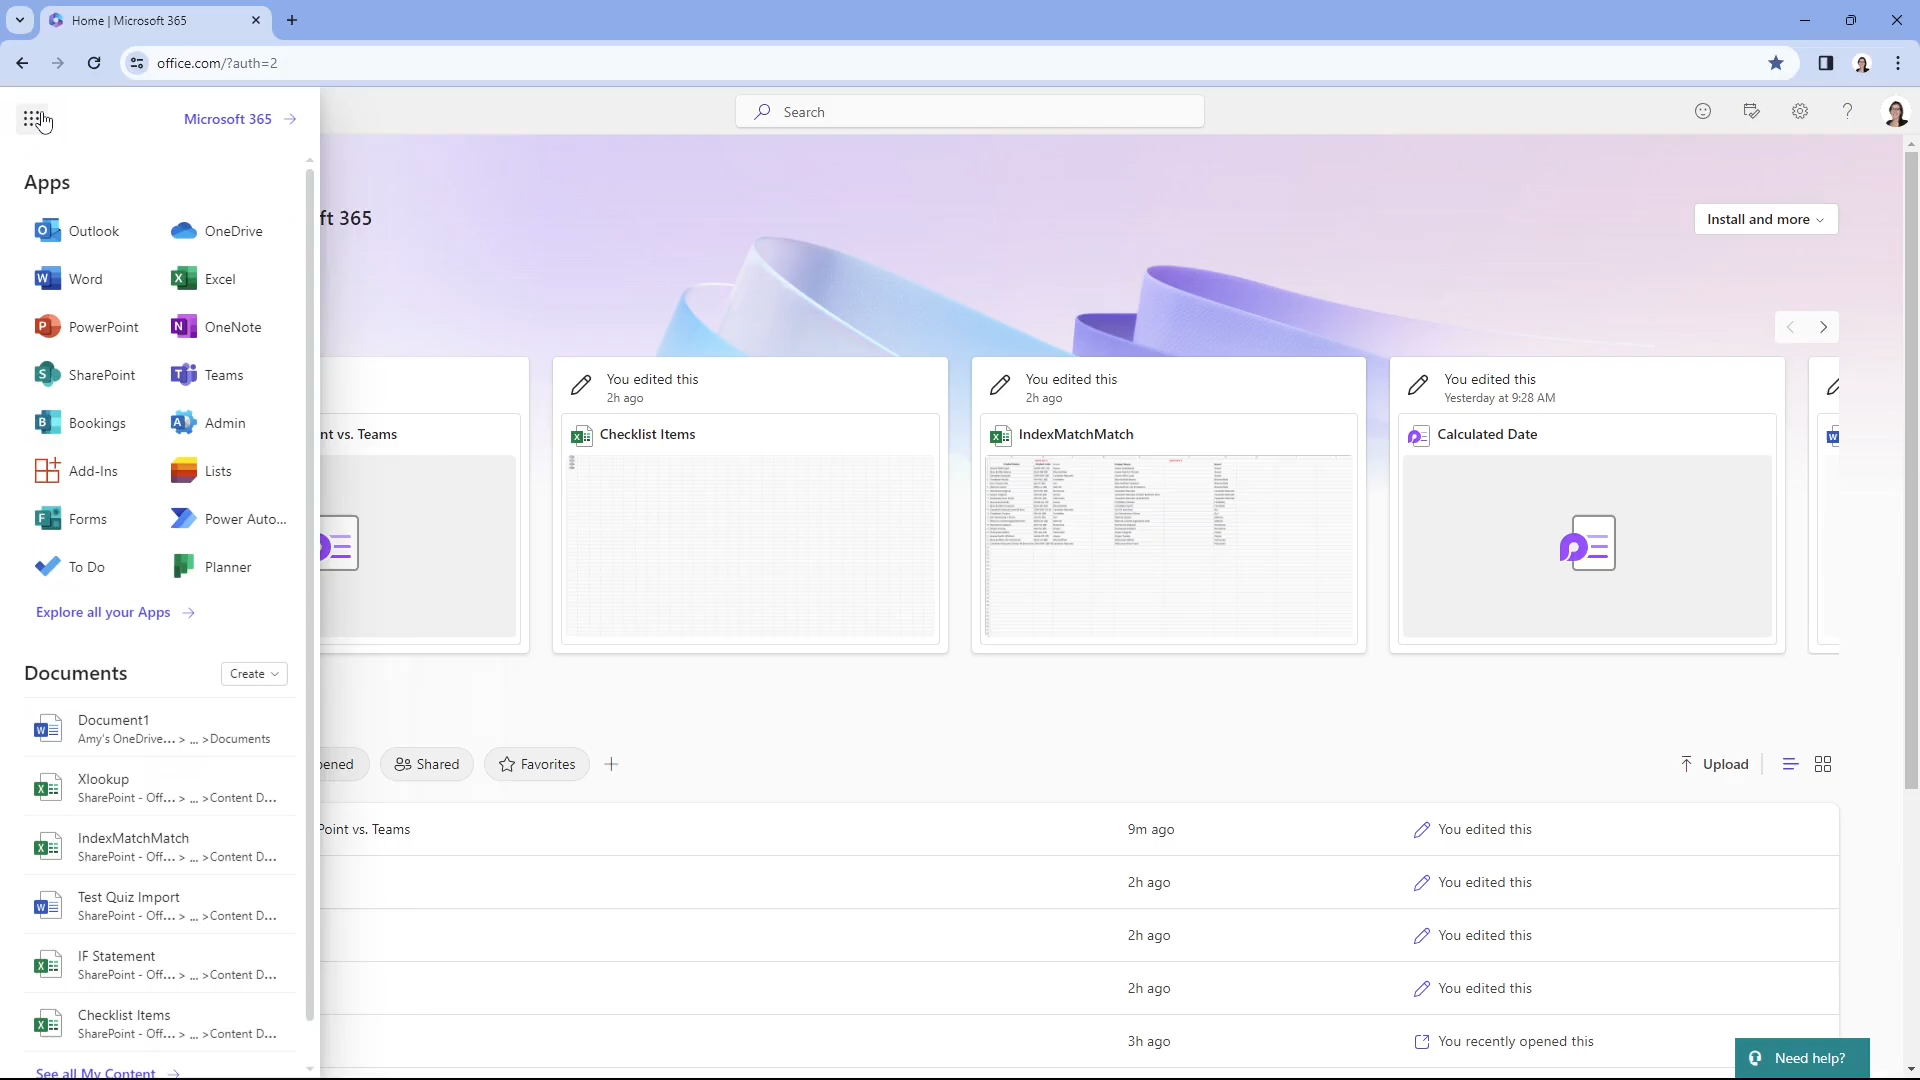 Home | Microsoft 365
office.com/?auth=2
Microsoft 365
Search
Apps
Outlook
OneDrive
Word
Excel
PowerPoint
OneNote
SharePoint
Teams
Bookings
Admin
Add-Ins
Lists
Forms
Power Auto...
To Do
Planner
Explore all your Apps
Documents
Create
Document1
Amy's OneDrive... > ... >Documents
Xlookup
SharePoint - Off... > ... >Content D...
IndexMatchMatch
SharePoint - Off... > ... >Content D...
Test Quiz Import
SharePoint - Off... > ... >Content D...
IF Statement
SharePoint - Off... > ... >Content D...
Checklist Items
SharePoint - Off... > ... >Content D...
See all My Content
ft 365
Install and more
nt vs. Teams
You edited this
2h ago
Checklist Items
You edited this
2h ago
IndexMatchMatch
You edited this
Yesterday at 9:28 AM
Calculated Date
pened
Shared
Favorites
Upload
Point vs. Teams
9m ago
You edited this
2h ago
You edited this
2h ago
You edited this
2h ago
You edited this
3h ago
You recently opened this
Need help?